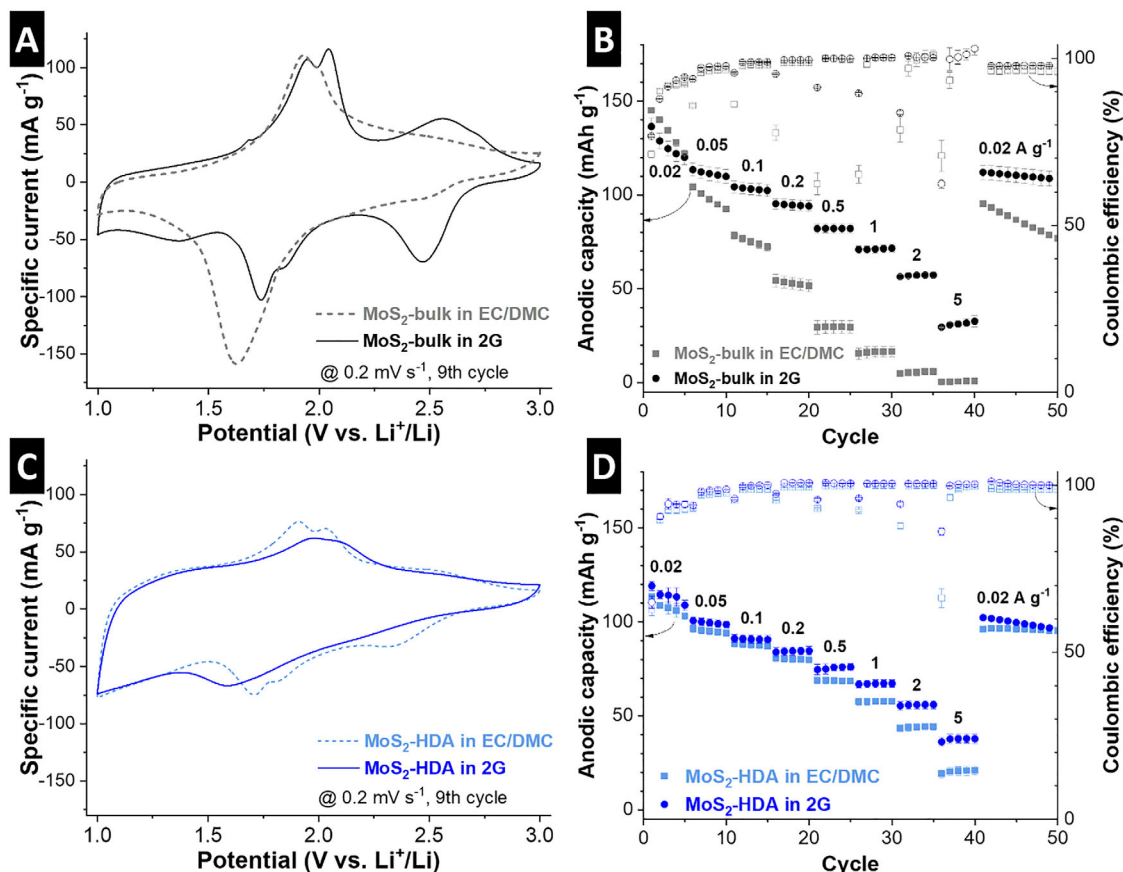 A
Specific current (mA g⁻¹)
100
50
0
-50
-100
-150
MoS₂-bulk in EC/DMC
MoS₂-bulk in 2G
@ 0.2 mV s⁻¹, 9th cycle
1.0 1.5 2.0 2.5 3.0
Potential (V vs. Li⁺/Li)
B
Anodic capacity (mAh g⁻¹)
150
100
50
0
0.02
0.05
0.1
0.2
0.5
1
2
5
0.02 A g⁻¹
MoS₂-bulk in EC/DMC
MoS₂-bulk in 2G
0 10 20 30 40 50
Cycle
100
50
0
Coulombic efficiency (%)
C
Specific current (mA g⁻¹)
100
50
0
-50
-100
-150
MoS₂-HDA in EC/DMC
MoS₂-HDA in 2G
@ 0.2 mV s⁻¹, 9th cycle
1.0 1.5 2.0 2.5 3.0
Potential (V vs. Li⁺/Li)
D
Anodic capacity (mAh g⁻¹)
150
100
50
0
0.02
0.05
0.1
0.2
0.5
1
2
5
0.02 A g⁻¹
MoS₂-HDA in EC/DMC
MoS₂-HDA in 2G
0 10 20 30 40 50
Cycle
100
50
0
Coulombic efficiency (%)